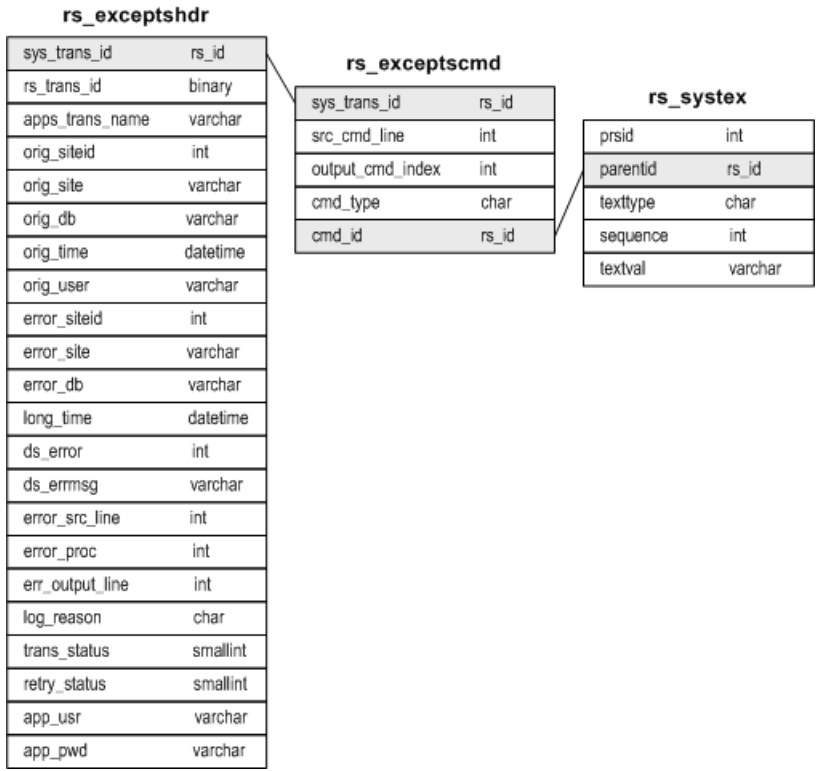 rs_exceptshdr
sys_trans_id rs_id
rs_trans_id binary
apps_trans_name varchar
orig_siteid int
orig_site varchar
orig_db varchar
orig_time datetime
orig_user varchar
error_siteid int
error_site varchar
error_db varchar
long_time datetime
ds_error int
ds_errmsg varchar
error_src_line int
error_proc int
err_output_line int
log_reason char
trans_status smallint
retry_status smallint
app_usr varchar
app_pwd varchar
rs_exceptscmd
sys_trans_id rs_id
src_cmd_line int
output_cmd_index int
cmd_type char
cmd_id rs_id
rs_systex
prsid int
parentid rs_id
texttype char
sequence int
textval varchar